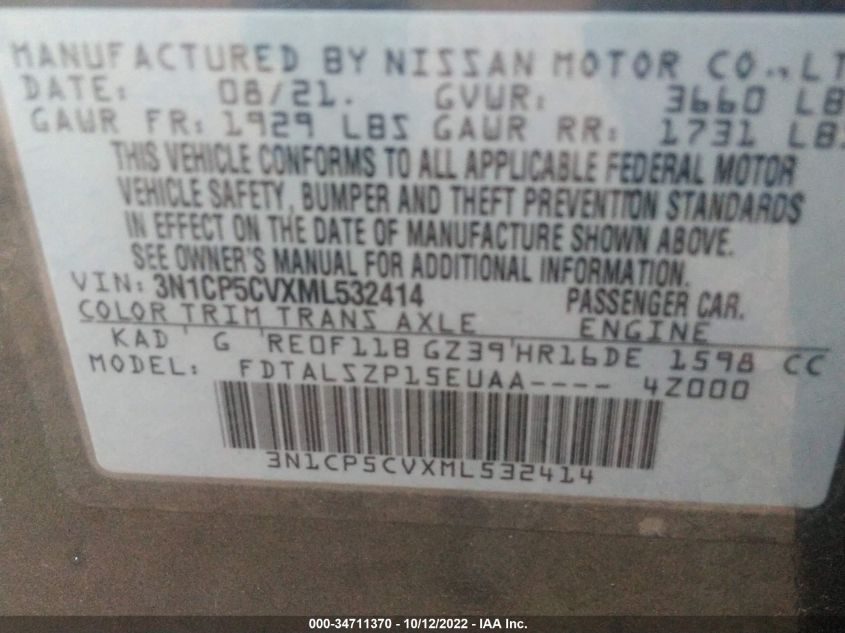 MANUFACTURED BY NISSAN MOTOR CO., LT
DATE: 08/21. GVWR: 3660 LB
GAWR FR: 1929 LBS GAWR RR: 1731 LBS
THIS VEHICLE CONFORMS TO ALL APPLICABLE FEDERAL MOTOR
VEHICLE SAFETY, BUMPER AND THEFT PREVENTION STANDARDS
IN EFFECT ON THE DATE OF MANUFACTURE SHOWN ABOVE.
SEE OWNER'S MANUAL FOR ADDITIONAL INFORMATION.
VIN: 3N1CP5CVXML532414 PASSENGER CAR.
COLOR TRIM TRANS AXLE ENGINE
KAD G RE0F11B GZ39 HR16DE 1598 CC
MODEL: FDTALSZP15EUAA---- 4Z000
3N1CP5CVXML532414
000-34711370 - 10/12/2022 - IAA Inc.